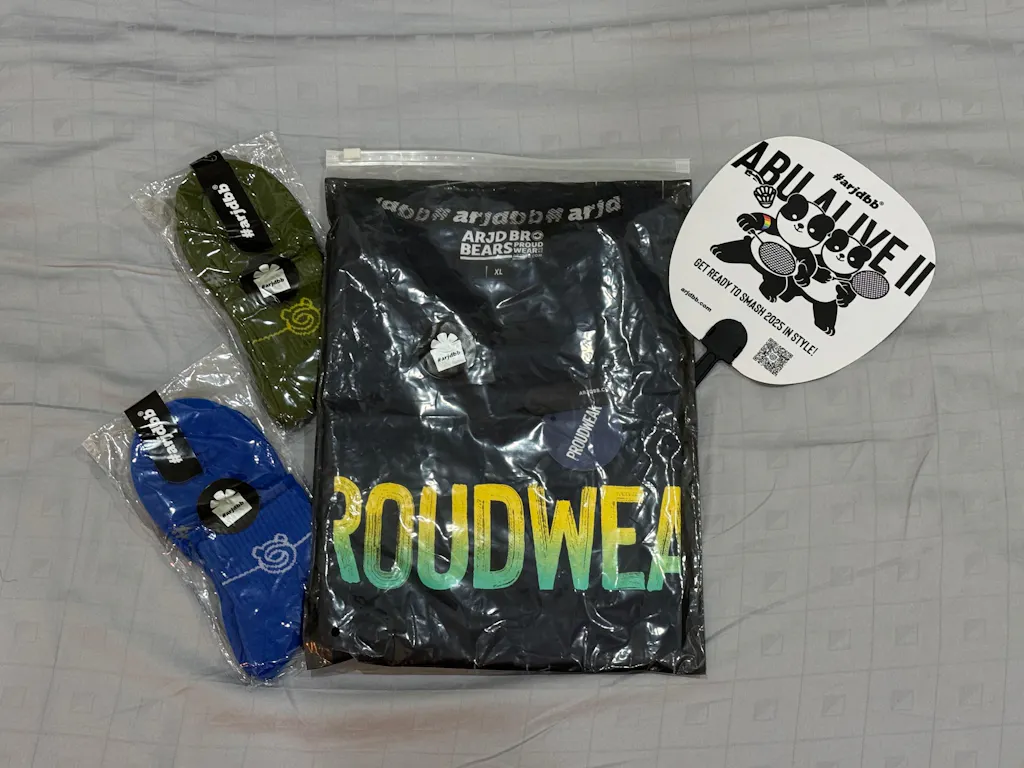 #arjdbb®
#arjdbb
#arjdbb®
#arjdbb
dbb# arjdbb# arjd
ARJD BRO
BEARS PROUD
WEAR
XL
#arjdbb
PROUDWEAR
ROUDWEA
ABU ALIVE II
#arjdbb®
GET READY TO SMASH 2025 IN STYLE!
arjdbb.com